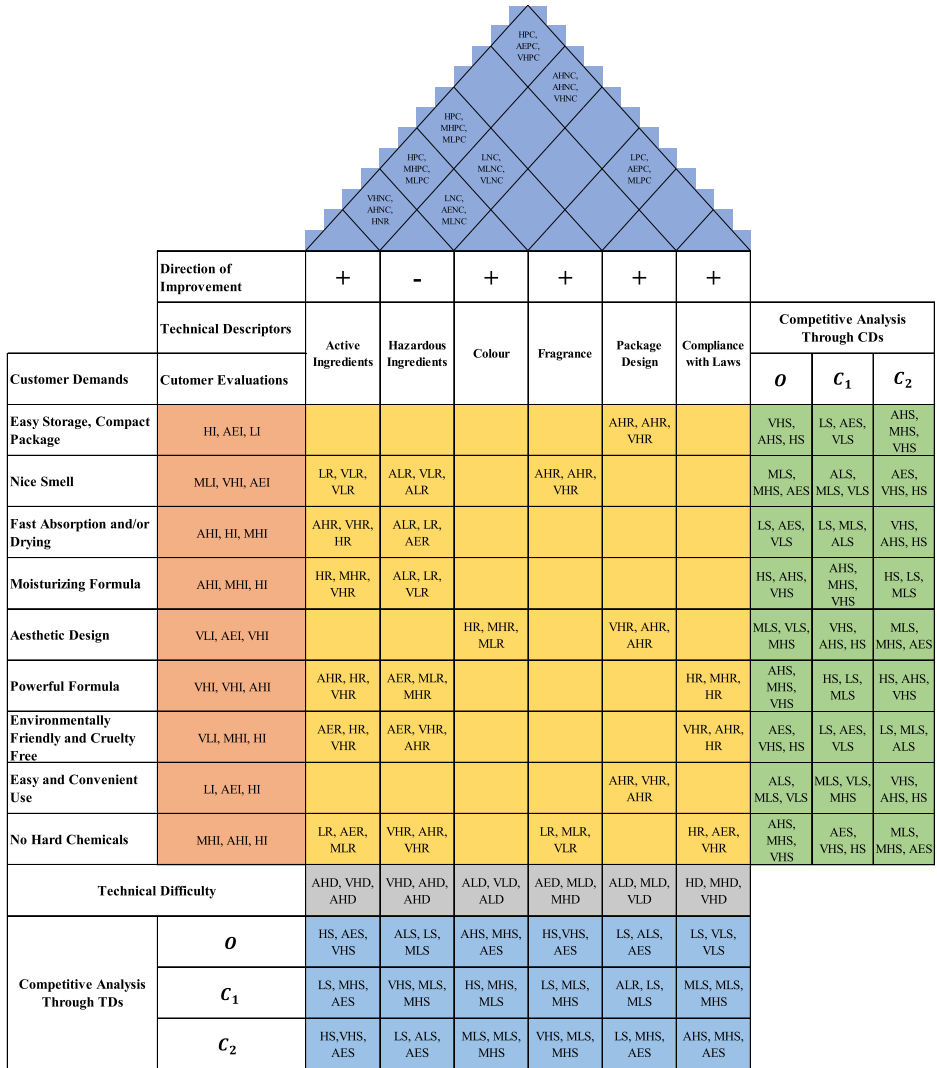 HPC,
AEPC,
VHPC
AHNC,
AHNC,
VHNC
HPC,
MHPC,
MLPC
HPC,
MHPC,
MLPC
LNC,
MLNC,
VLNC
LPC,
AEPC,
MLPC
VHNC,
AHNC,
HNR
LNC,
AENC,
MLNC
Direction of
Improvement
+
-
+
+
+
+
Technical Descriptors
Active
Ingredients
Hazardous
Ingredients
Colour
Fragrance
Package
Design
Compliance
with Laws
Competitive Analysis
Through CDs
Customer Demands
Cutomer Evaluations
O
C1
C2
Easy Storage, Compact
Package
HI, AEI, LI
AHR, AHR,
VHR
VHS,
AHS, HS
LS, AES,
VLS
AHS,
MHS,
VHS
Nice Smell
MLI, VHI, AEI
LR, VLR,
VLR
ALR, VLR,
ALR
AHR, AHR,
VHR
MLS,
MHS, AES
ALS,
MLS, VLS
AES,
VHS, HS
Fast Absorption and/or
Drying
AHI, HI, MHI
AHR, VHR,
HR
ALR, LR,
AER
LS, AES,
VLS
LS, MLS,
ALS
VHS,
AHS, HS
Moisturizing Formula
AHI, MHI, HI
HR, MHR,
VHR
ALR, LR,
VLR
HS, AHS,
VHS
AHS,
MHS,
VHS
HS, LS,
MLS
Aesthetic Design
VLI, AEI, VHI
HR, MHR,
MLR
VHR, AHR,
AHR
MLS, VLS,
MHS
VHS,
AHS, HS
MLS,
MHS, AES
Powerful Formula
VHI, VHI, AHI
AHR, HR,
VHR
AER, MLR,
MHR
HR, MHR,
HR
AHS,
MHS,
VHS
HS, LS,
MLS
HS, AHS,
VHS
Environmentally
Friendly and Cruelty
Free
VLI, MHI, HI
AER, HR,
VHR
AER, VHR,
AHR
VHR, AHR,
HR
AES,
VHS, HS
LS, AES,
VLS
LS, MLS,
ALS
Easy and Convenient
Use
LI, AEI, HI
AHR, VHR,
AHR
ALS,
MLS, VLS
MLS, VLS,
MHS
VHS,
AHS, HS
No Hard Chemicals
MHI, AHI, HI
LR, AER,
MLR
VHR, AHR,
VHR
LR, MLR,
VLR
HR, AER,
VHR
AHS,
MHS,
VHS
AES,
VHS, HS
MLS,
MHS, AES
Technical Difficulty
AHD, VHD,
AHD
VHD, AHD,
AHD
ALD, VLD,
ALD
AED, MLD,
MHD
ALD, MLD,
VLD
HD, MHD,
VHD
Competitive Analysis
Through TDs
O
HS, AES,
VHS
ALS, LS,
MLS
AHS, MHS,
AES
HS,VHS,
AES
LS, ALS,
AES
LS, VLS,
VLS
C1
LS, MHS,
AES
VHS, MLS,
MHS
HS, MHS,
MLS
LS, MLS,
MHS
ALR, LS,
MLS
MLS, MLS,
MHS
C2
HS,VHS,
AES
LS, ALS,
AES
MLS, MLS,
MHS
VHS, MLS,
MHS
LS, MHS,
AES
AHS, MHS,
AES